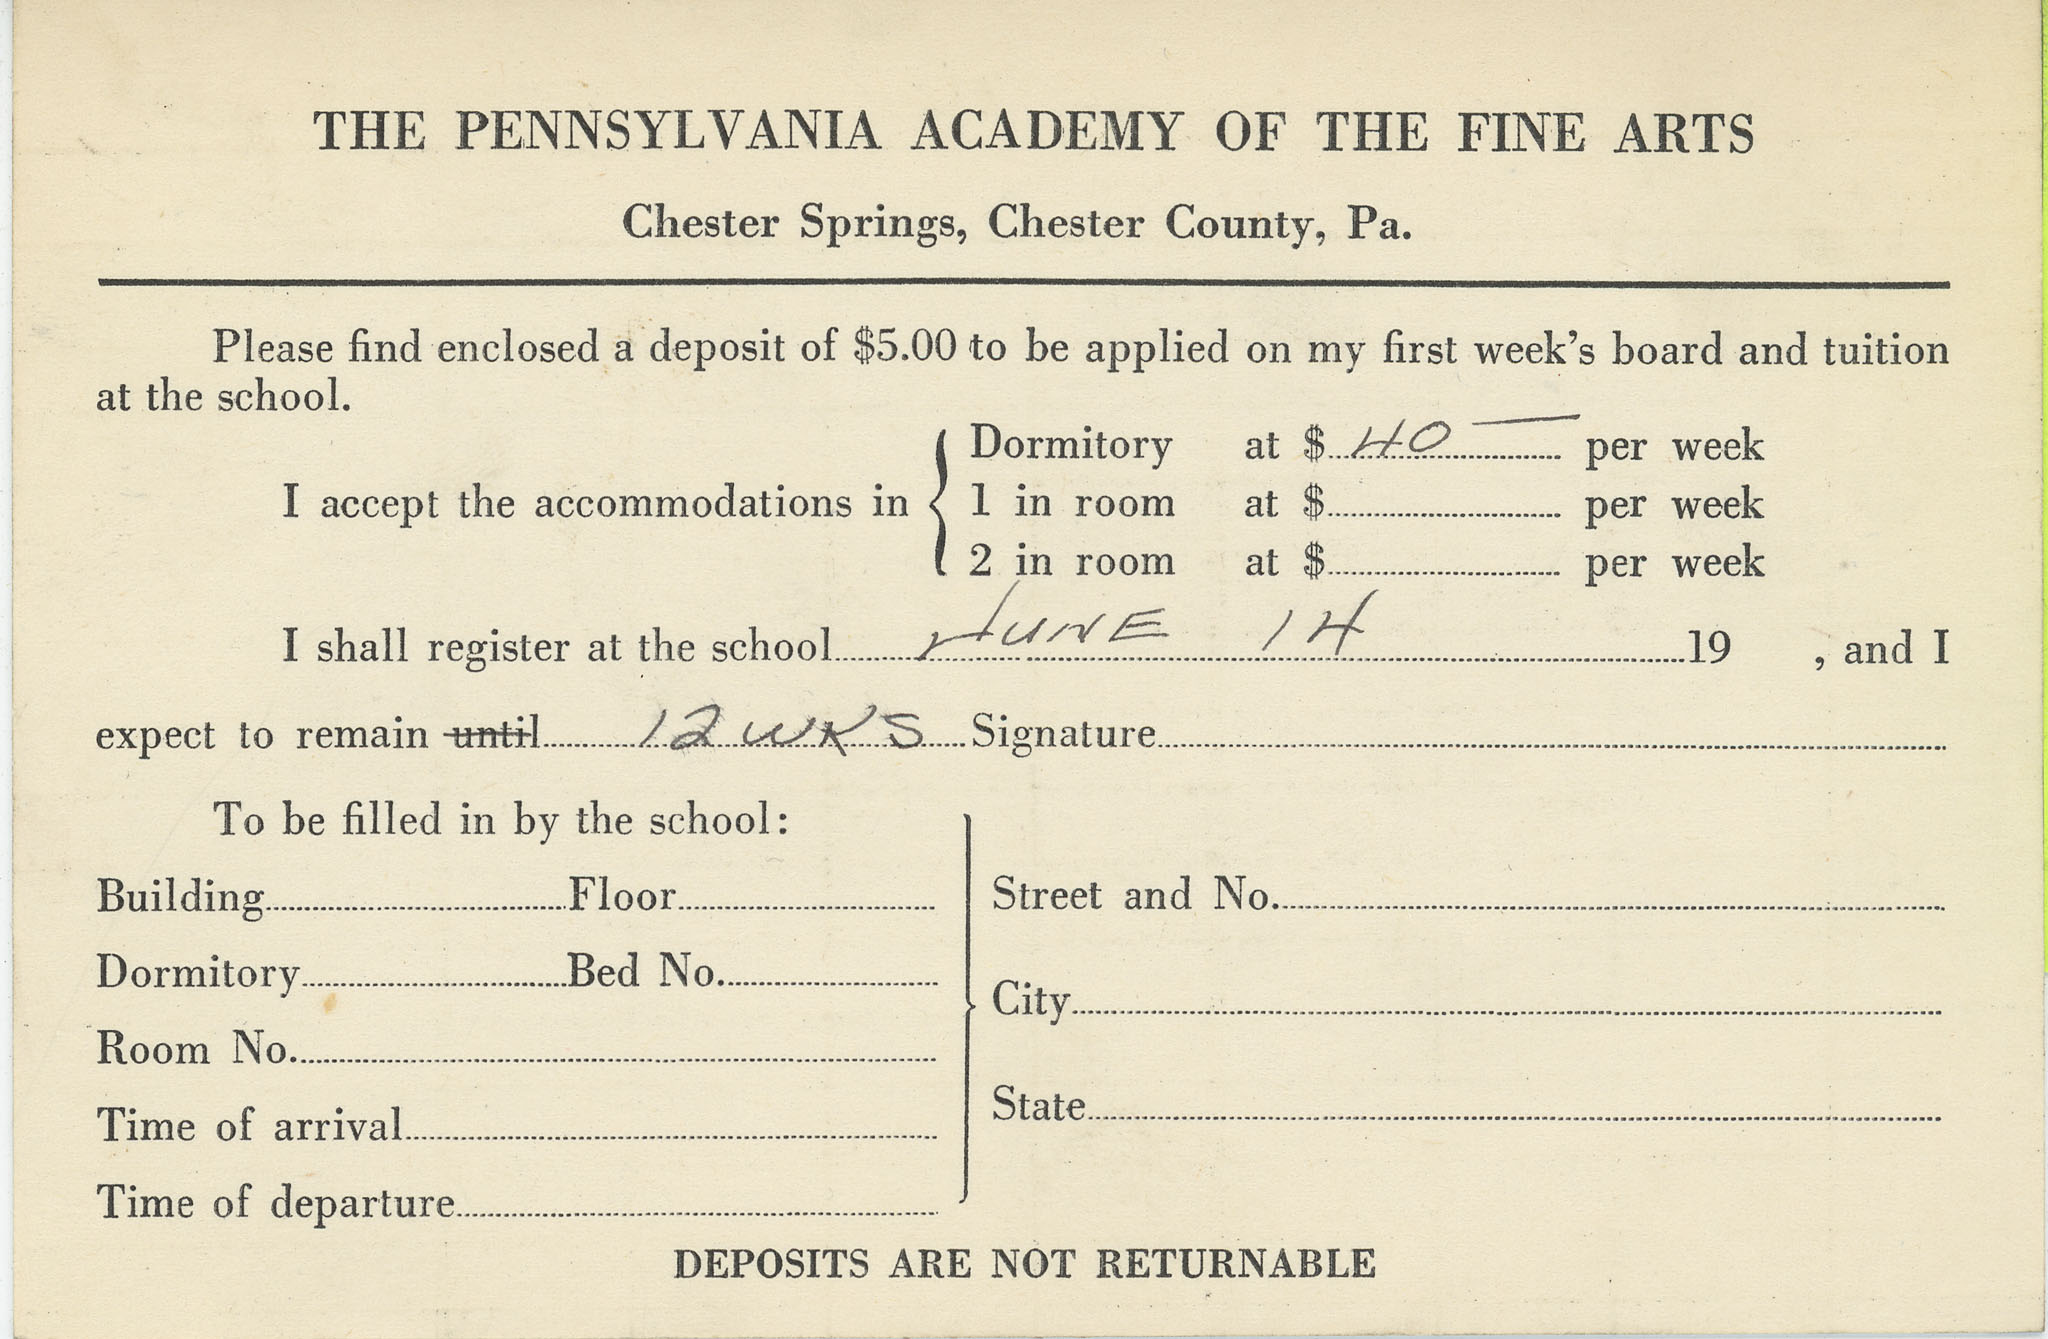 THE PENNSYLVANIA ACADEMY OF THE FINE ARTS
Chester Springs, Chester County, Pa.
Please find enclosed a deposit of $5.00 to be applied on my first week's board and tuition
at the school.
I accept the accommodations in
Dormitory at $ 40 — per week
1 in room at $ per week
2 in room at $ per week
I shall register at the school JUNE 14 19 , and I
expect to remain until 12 WKS Signature
To be filled in by the school:
Building Floor
Dormitory Bed No.
Room No.
Time of arrival
Time of departure
Street and No.
City
State
DEPOSITS ARE NOT RETURNABLE